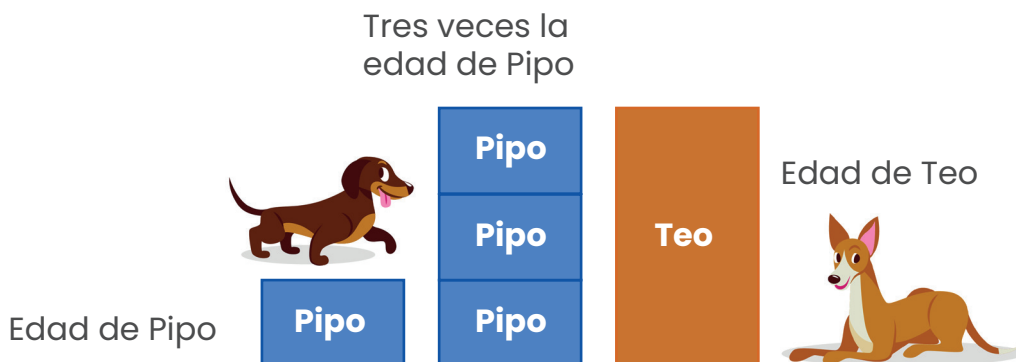 Tres veces la
edad de Pipo
Pipo
Edad de Teo
Pipo
Teo
Edad de Pipo
Pipo
Pipo